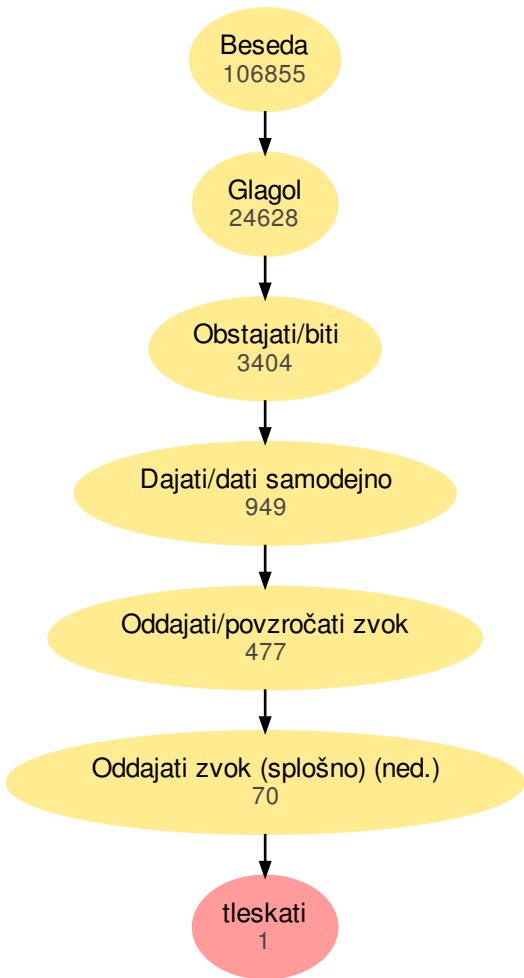 Beseda
106855
Glagol
24628
Obstajati/biti
3404
Dajati/dati samodejno
949
Oddajati/povzročati zvok
477
Oddajati zvok (splošno) (ned.)
70
tleskati
1